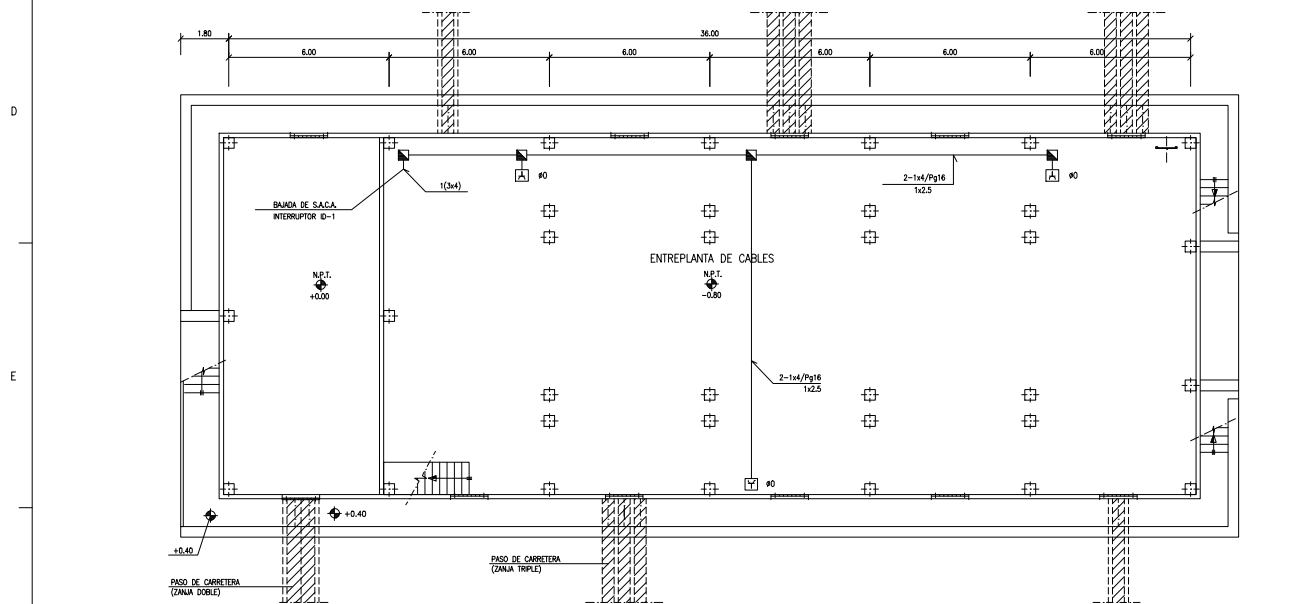 1.80
36.00
6.00
6.00
6.00
6.00
6.00
6.00
D
ø0
ø0
1(3x4)
2-1x4/Pg16
1x2.5
BAJADA DE S.A.C.A.
INTERRUPTOR ID-1
ENTREPLANTA DE CABLES
N.P.T.
+0.00
N.P.T.
-0.80
E
2-1x4/Pg16
1x2.5
ø0
+0.40
+0.40
PASO DE CARRETERA
(ZANJA TRIPLE)
PASO DE CARRETERA
(ZANJA DOBLE)